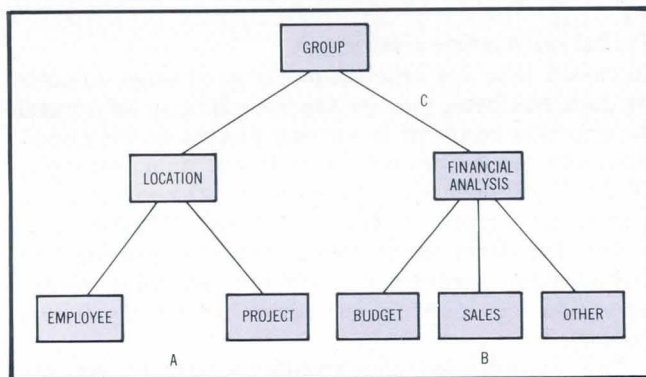 GROUP
C
LOCATION
FINANCIAL
ANALYSIS
EMPLOYEE
PROJECT
BUDGET
SALES
OTHER
A
B